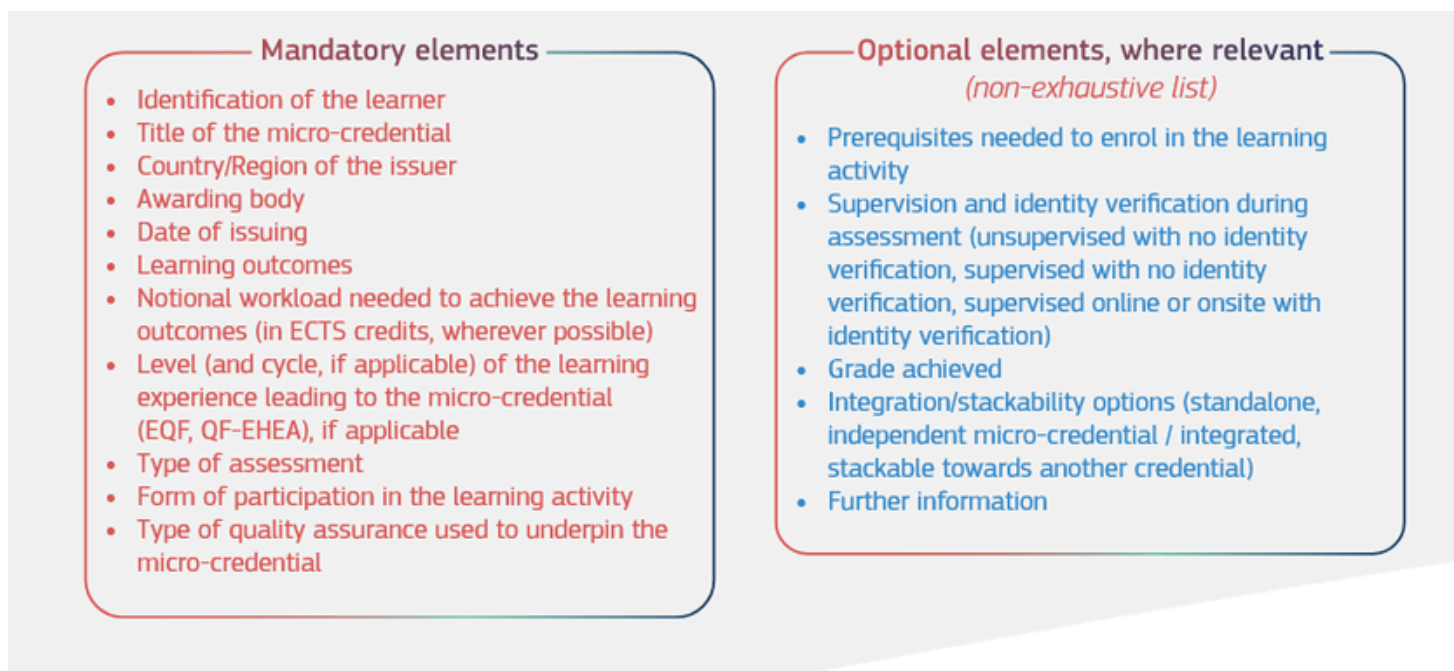 Mandatory elements
• Identification of the learner
• Title of the micro-credential
• Country/Region of the issuer
• Awarding body
• Date of issuing
• Learning outcomes
• Notional workload needed to achieve the learning
outcomes (in ECTS credits, wherever possible)
• Level (and cycle, if applicable) of the learning
experience leading to the micro-credential
(EQF, QF-EHEA), if applicable
• Type of assessment
• Form of participation in the learning activity
• Type of quality assurance used to underpin the
micro-credential
Optional elements, where relevant
(non-exhaustive list)
• Prerequisites needed to enrol in the learning
activity
• Supervision and identity verification during
assessment (unsupervised with no identity
verification, supervised with no identity
verification, supervised online or onsite with
identity verification)
• Grade achieved
• Integration/stackability options (standalone,
independent micro-credential / integrated,
stackable towards another credential)
• Further information